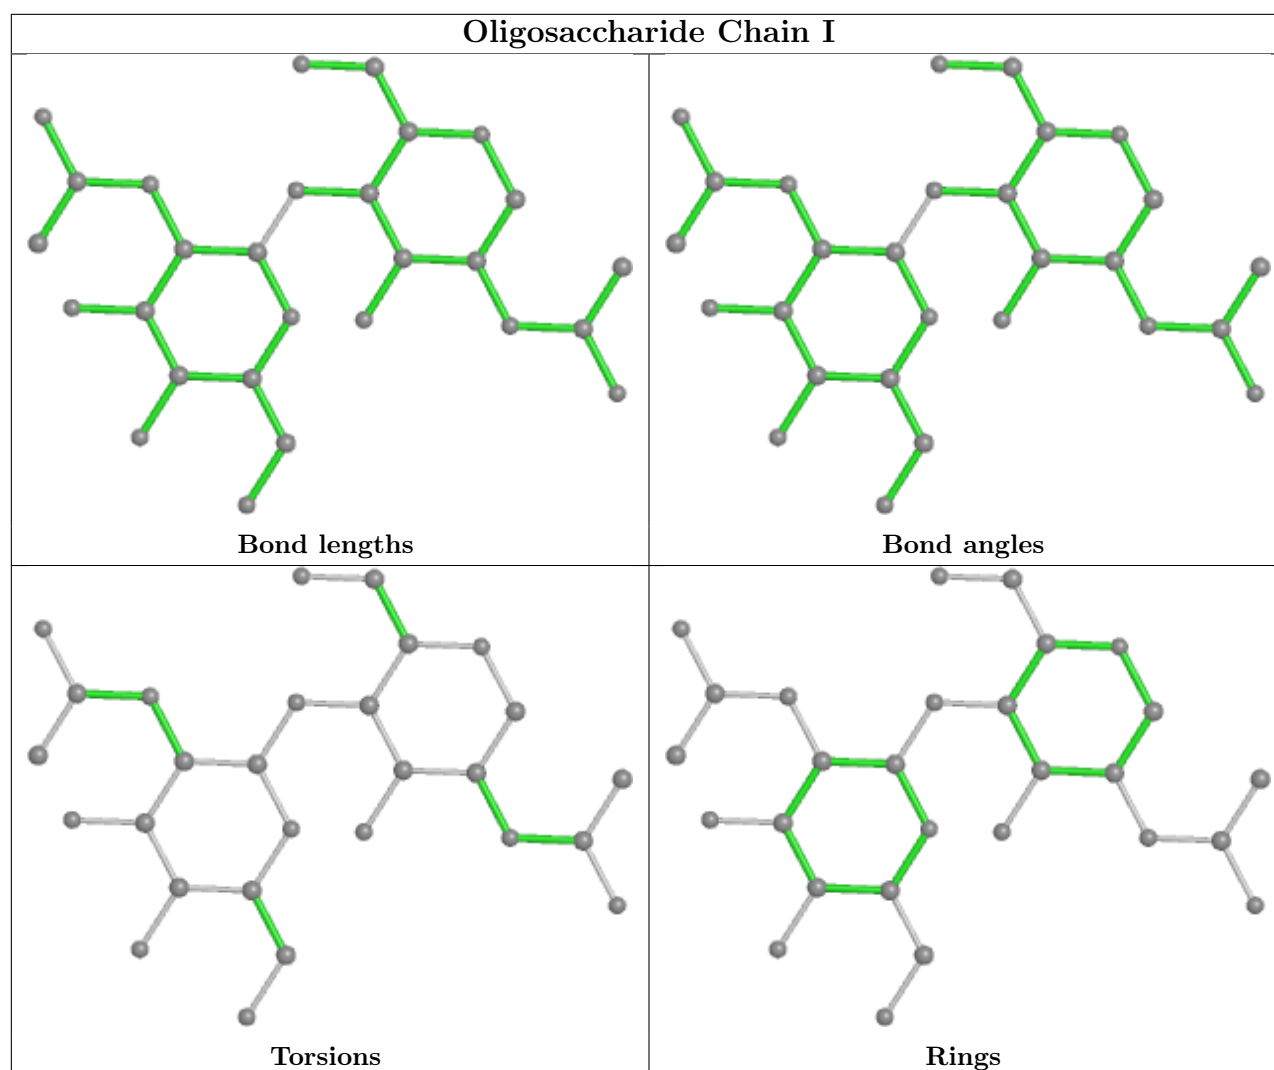 Oligosaccharide Chain I
Bond lengths
Bond angles
Torsions
Rings